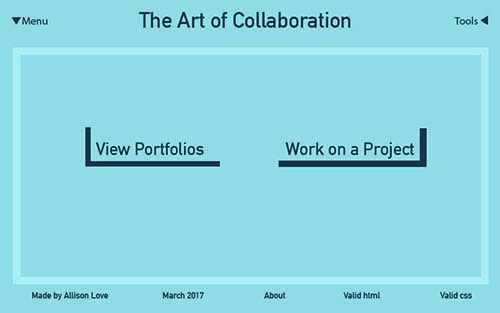 ▼Menu
The Art of Collaboration
Tools ◀
View Portfolios
Work on a Project
Made by Allison Love
March 2017
About
Valid html
Valid css